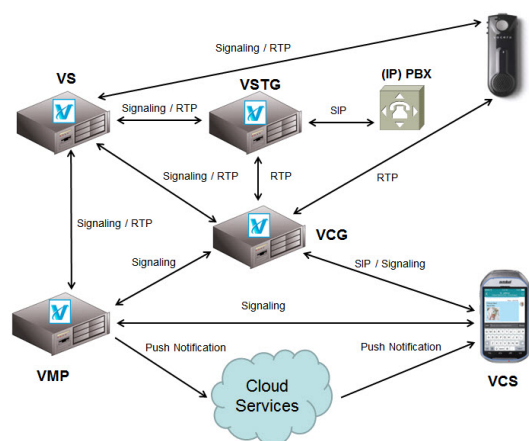 Signaling / RTP
VS
VSTG
(IP) PBX
Signaling / RTP
SIP
Signaling / RTP
RTP
RTP
Signaling / RTP
VCG
Signaling
SIP / Signaling
Signaling
VMP
Push Notification
Push Notification
VCS
Cloud
Services